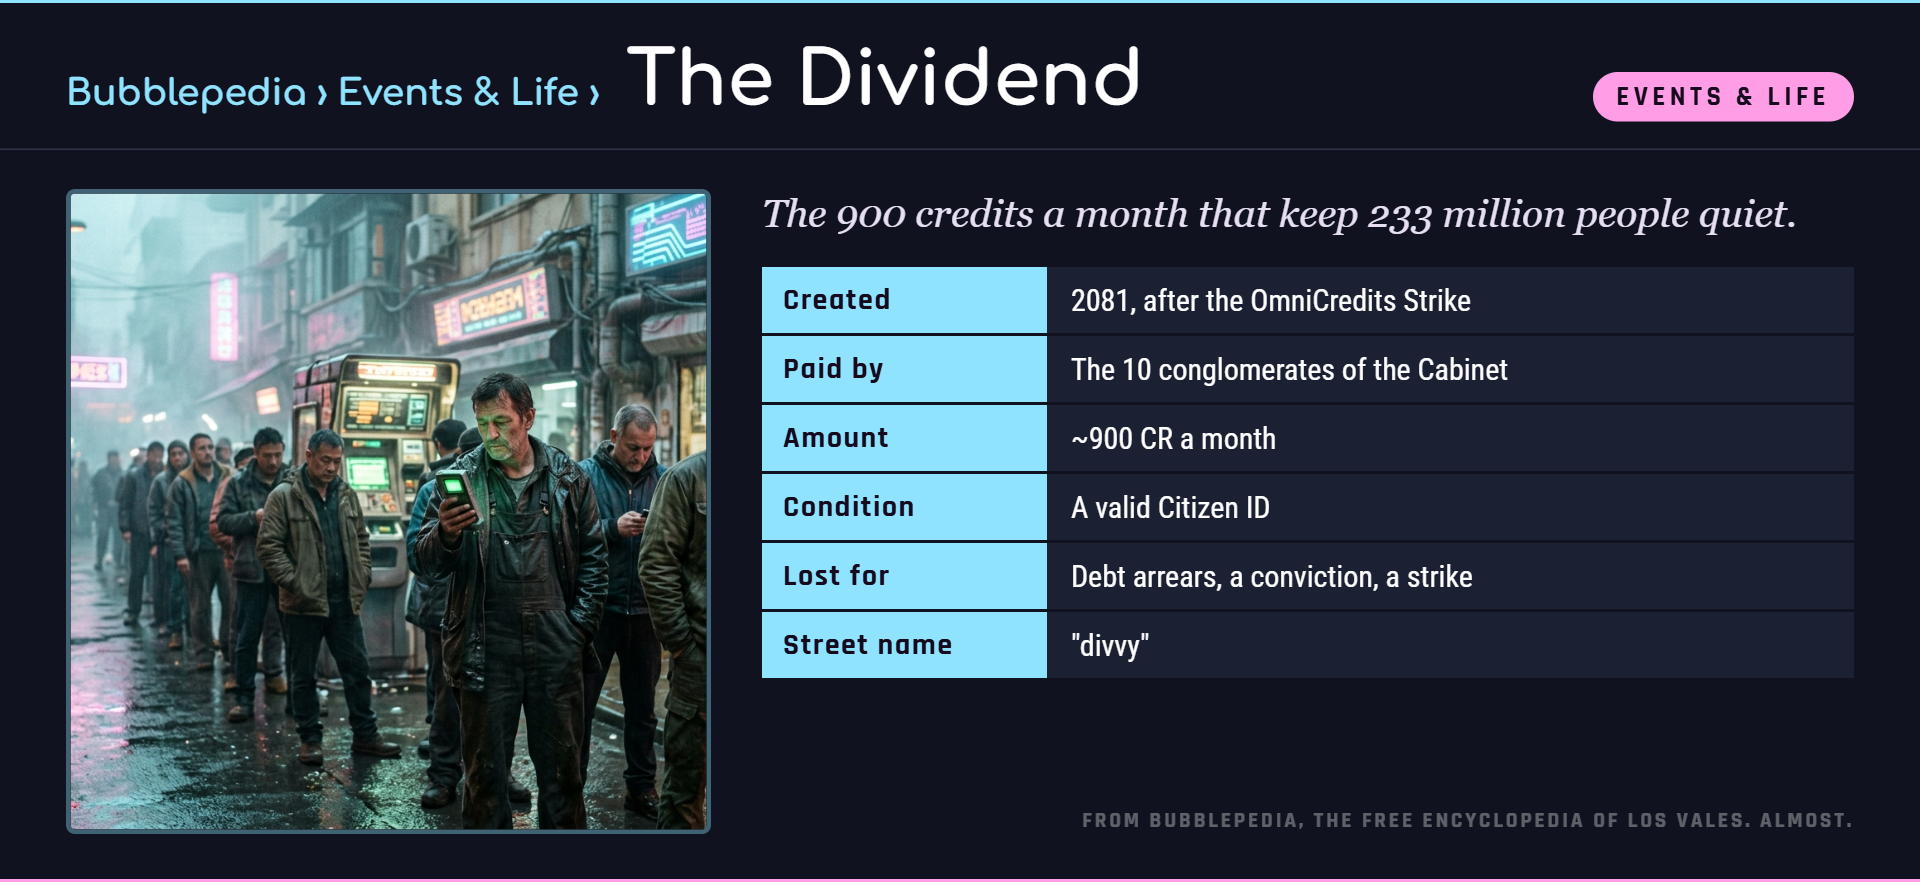 Bubblepedia › Events & Life › The Dividend
EVENTS & LIFE
The 900 credits a month that keep 233 million people quiet.
Created 2081, after the OmniCredits Strike
Paid by The 10 conglomerates of the Cabinet
Amount ~900 CR a month
Condition A valid Citizen ID
Lost for Debt arrears, a conviction, a strike
Street name "divvy"
FROM BUBBLEPEDIA, THE FREE ENCYCLOPEDIA OF LOS VALES. ALMOST.